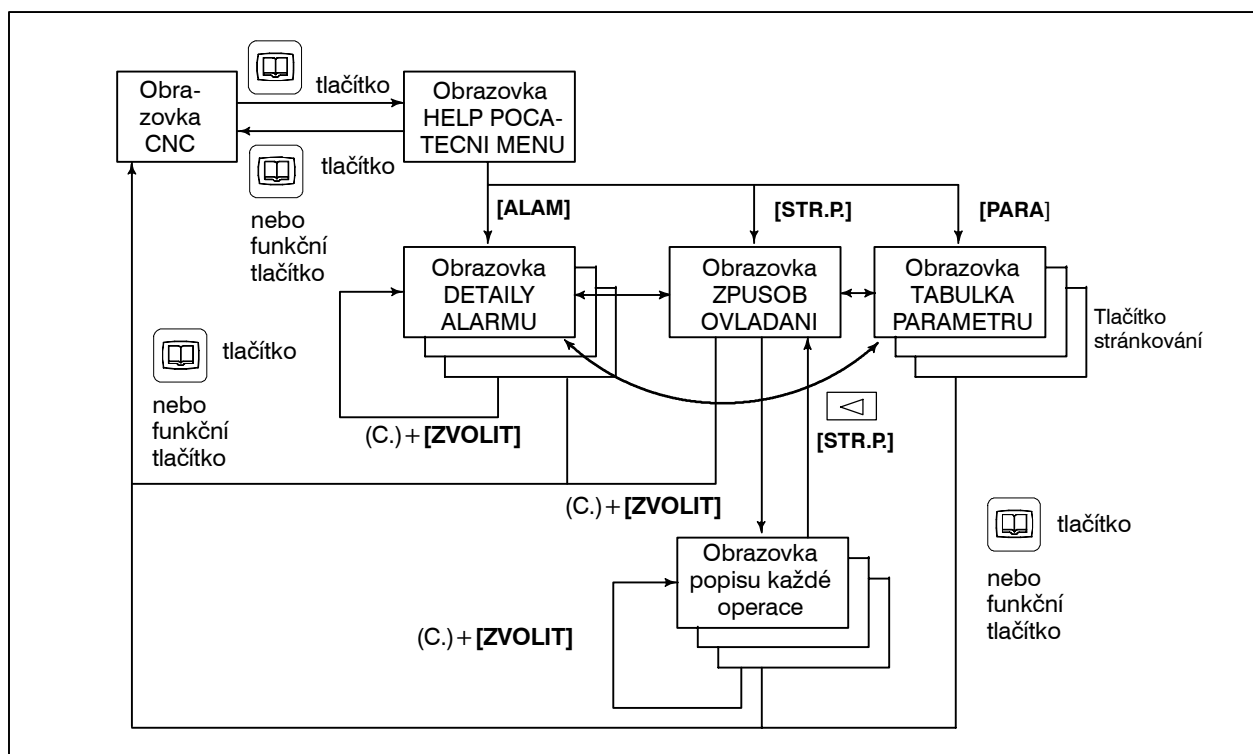 tlačítko
Obra-
zovka
CNC
Obrazovka
HELP POCA-
TECNI MENU
tlačítko
nebo
funkční
tlačítko
[ALAM]
[STR.P.]
[PARA]
Obrazovka
DETAILY
ALARMU
Obrazovka
ZPUSOB
OVLADANI
Obrazovka
TABULKA
PARAMETRU
Tlačítko
stránkování
tlačítko
nebo
funkční
tlačítko
(C.)+[ZVOLIT]
[STR.P.]
(C.)+[ZVOLIT]
tlačítko
nebo
funkční
tlačítko
Obrazovka
popisu každé
operace
(C.)+[ZVOLIT]